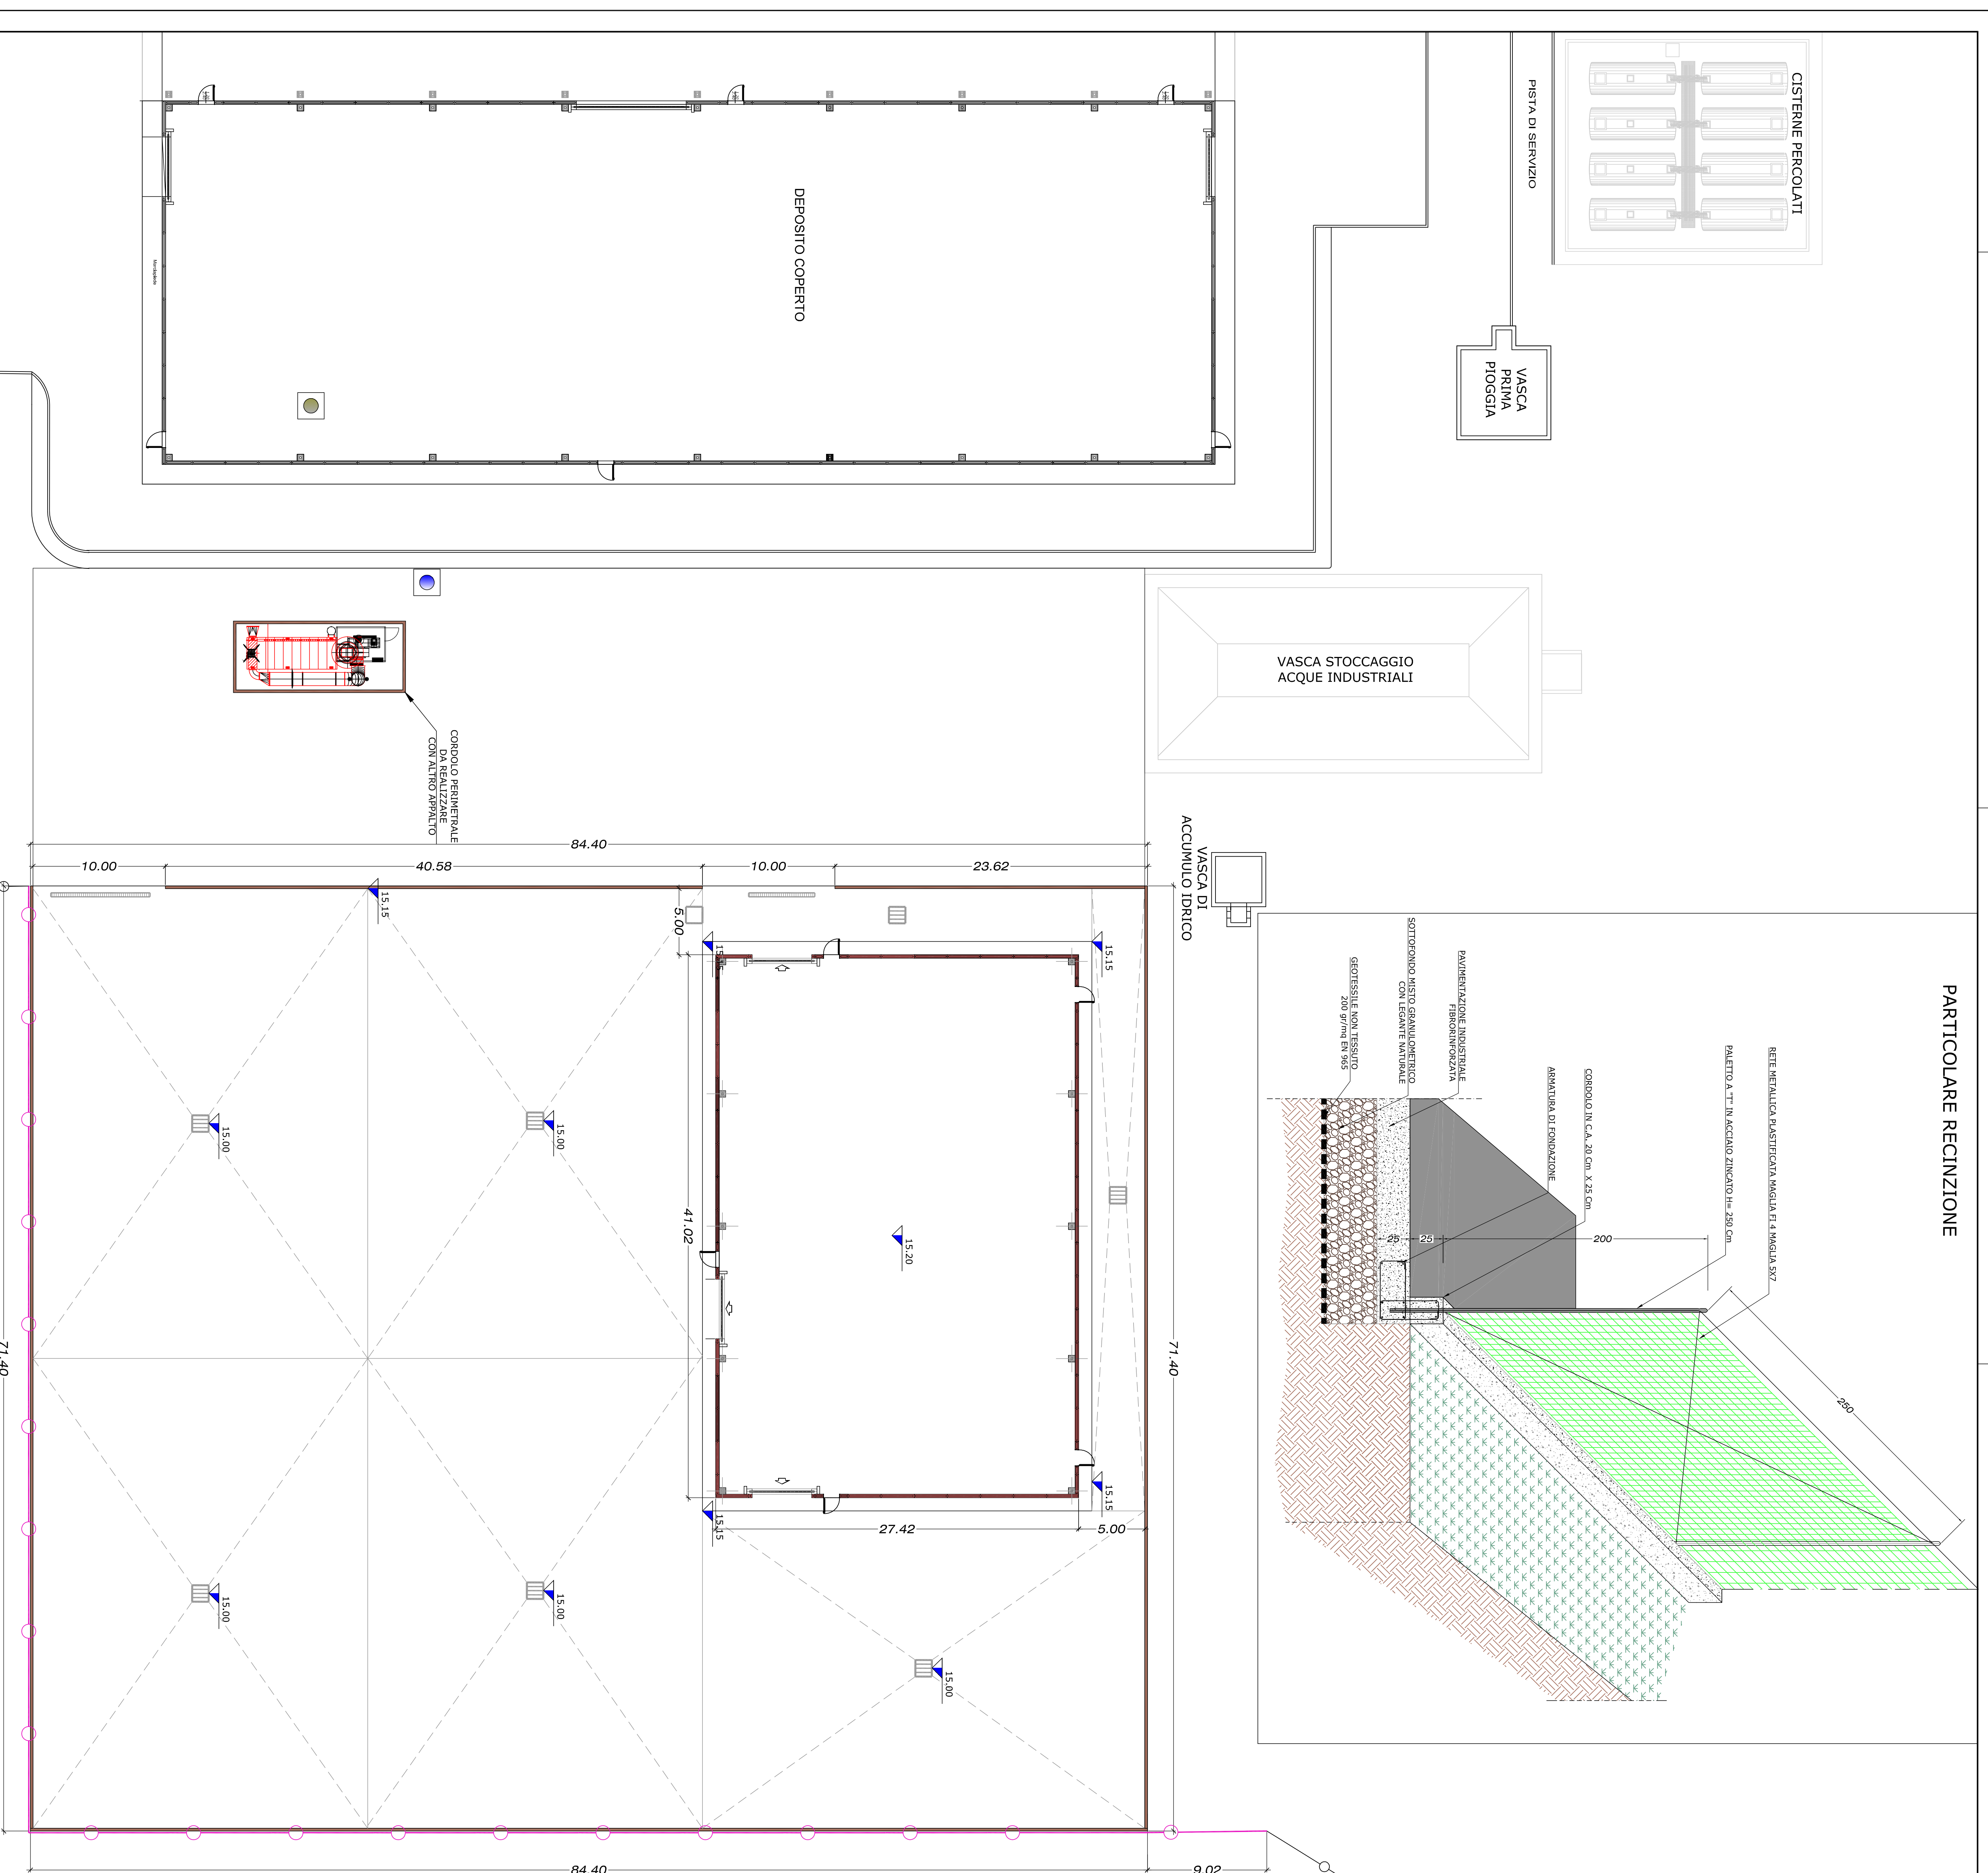 CISTERNE PERCOLATI
PISTA DI SERVIZIO
DEPOSITO COPERTO
Marciapiede
VASCA
PRIMA
PIOGGIA
VASCA STOCCAGGIO
ACQUE INDUSTRIALI
CORDOLO PERIMETRALE
DA REALIZZARE
CON ALTRO APPALTO
VASCA DI
ACCUMULO IDRICO
84.40
10.00
40.58
10.00
23.62
15.15
5.00
15.15
15.15
15.00
15.00
15.20
41.02
71.40
71.40
27.42
5.00
15.15
15.15
15.00
15.00
15.00
84.40
9.02
PARTICOLARE RECINZIONE
RETE METALLICA PLASTIFICATA MAGLIA FI 4 MAGLIA 5X7
PALETTO A "T" IN ACCIAIO ZINCATO H= 250 Cm
CORDOLO IN C.A. 20 Cm X 25 Cm
ARMATURA DI FONDAZIONE
PAVIMENTAZIONE INDUSTRIALE
FIBRORINFORZATA
SOTTOFONDO MISTO GRANULOMETRICO
CON LEGANTE NATURALE
GEOTESSILE NON TESSUTO
200 gr/mq EN 965
25
25
200
250